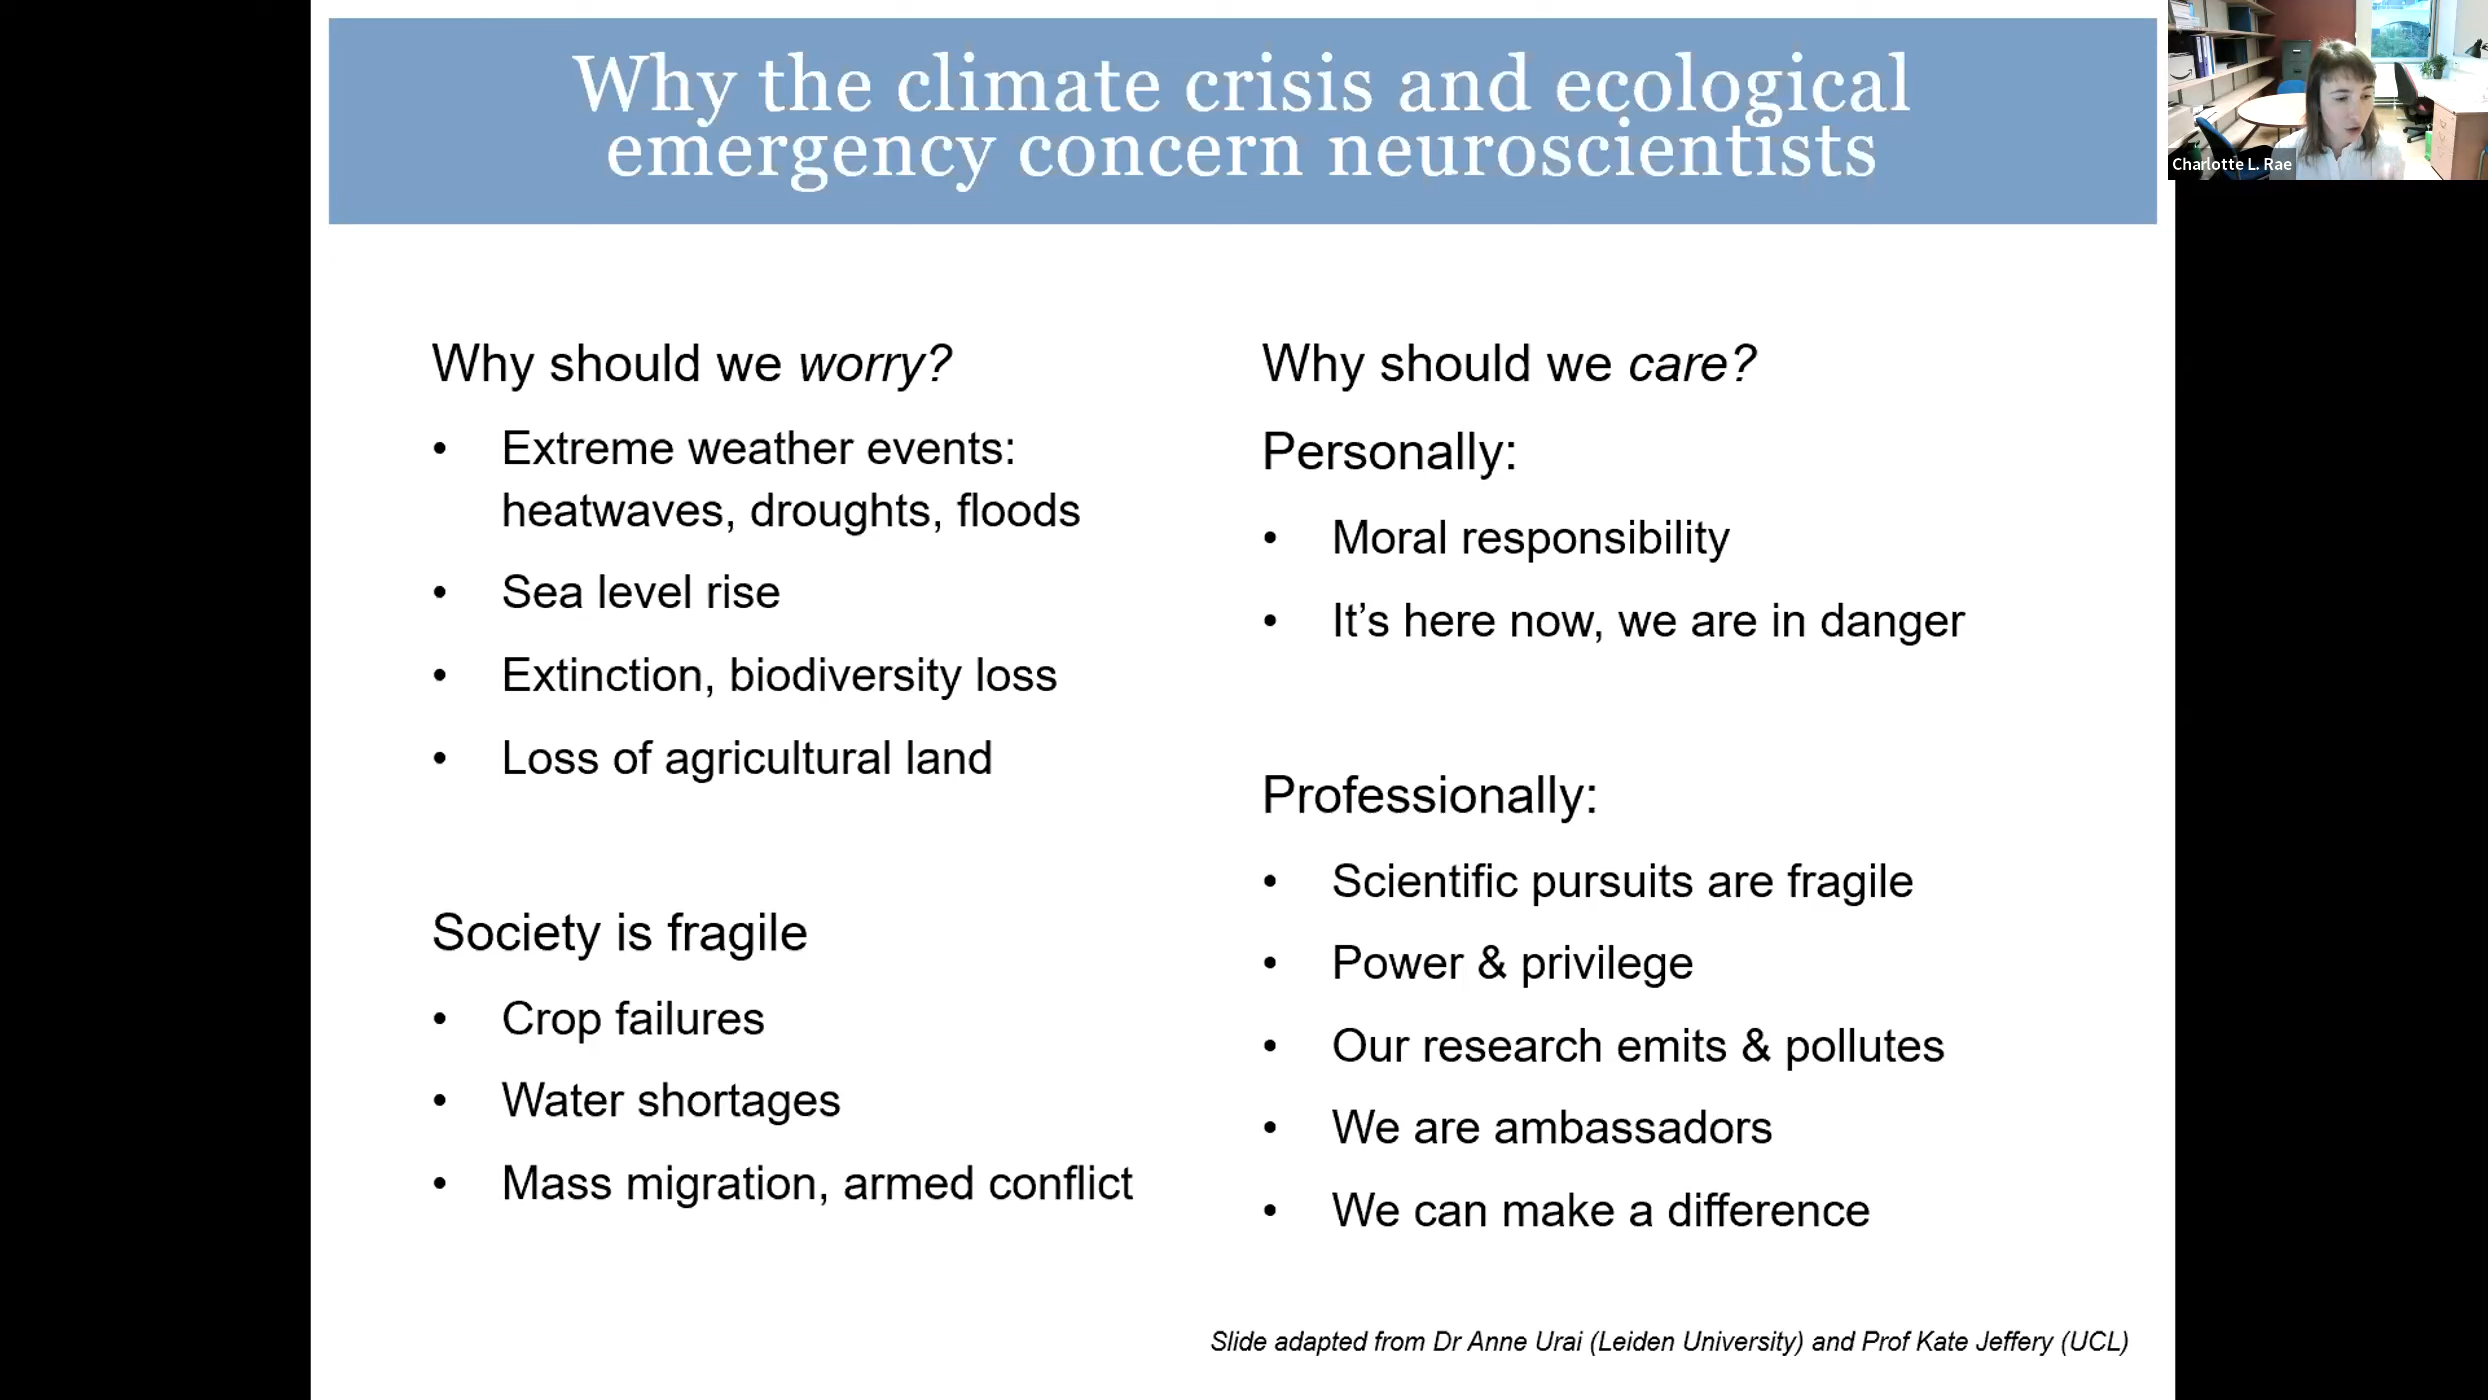 Why the climate crisis and ecological
emergency concern neuroscientists
Charlotte L. Rae
Why should we worry?
• Extreme weather events:
heatwaves, droughts, floods
• Sea level rise
• Extinction, biodiversity loss
• Loss of agricultural land
Society is fragile
• Crop failures
• Water shortages
• Mass migration, armed conflict
Why should we care?
Personally:
• Moral responsibility
• It’s here now, we are in danger
Professionally:
• Scientific pursuits are fragile
• Power & privilege
• Our research emits & pollutes
• We are ambassadors
• We can make a difference
Slide adapted from Dr Anne Urai (Leiden University) and Prof Kate Jeffery (UCL)